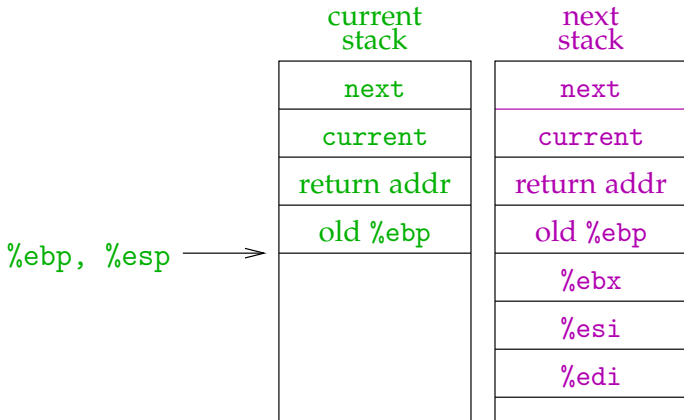 current
stack
next
current
return addr
old %ebp
%ebp, %esp
next
stack
next
current
return addr
old %ebp
%ebx
%esi
%edi